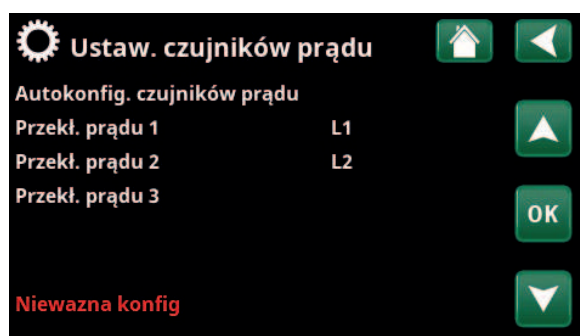 Ustaw. czujników prądu
Autokonfig. czujników prądu
Przekł. prądu 1 L1
Przekł. prądu 2 L2
Przekł. prądu 3
OK
Niewazna konfig